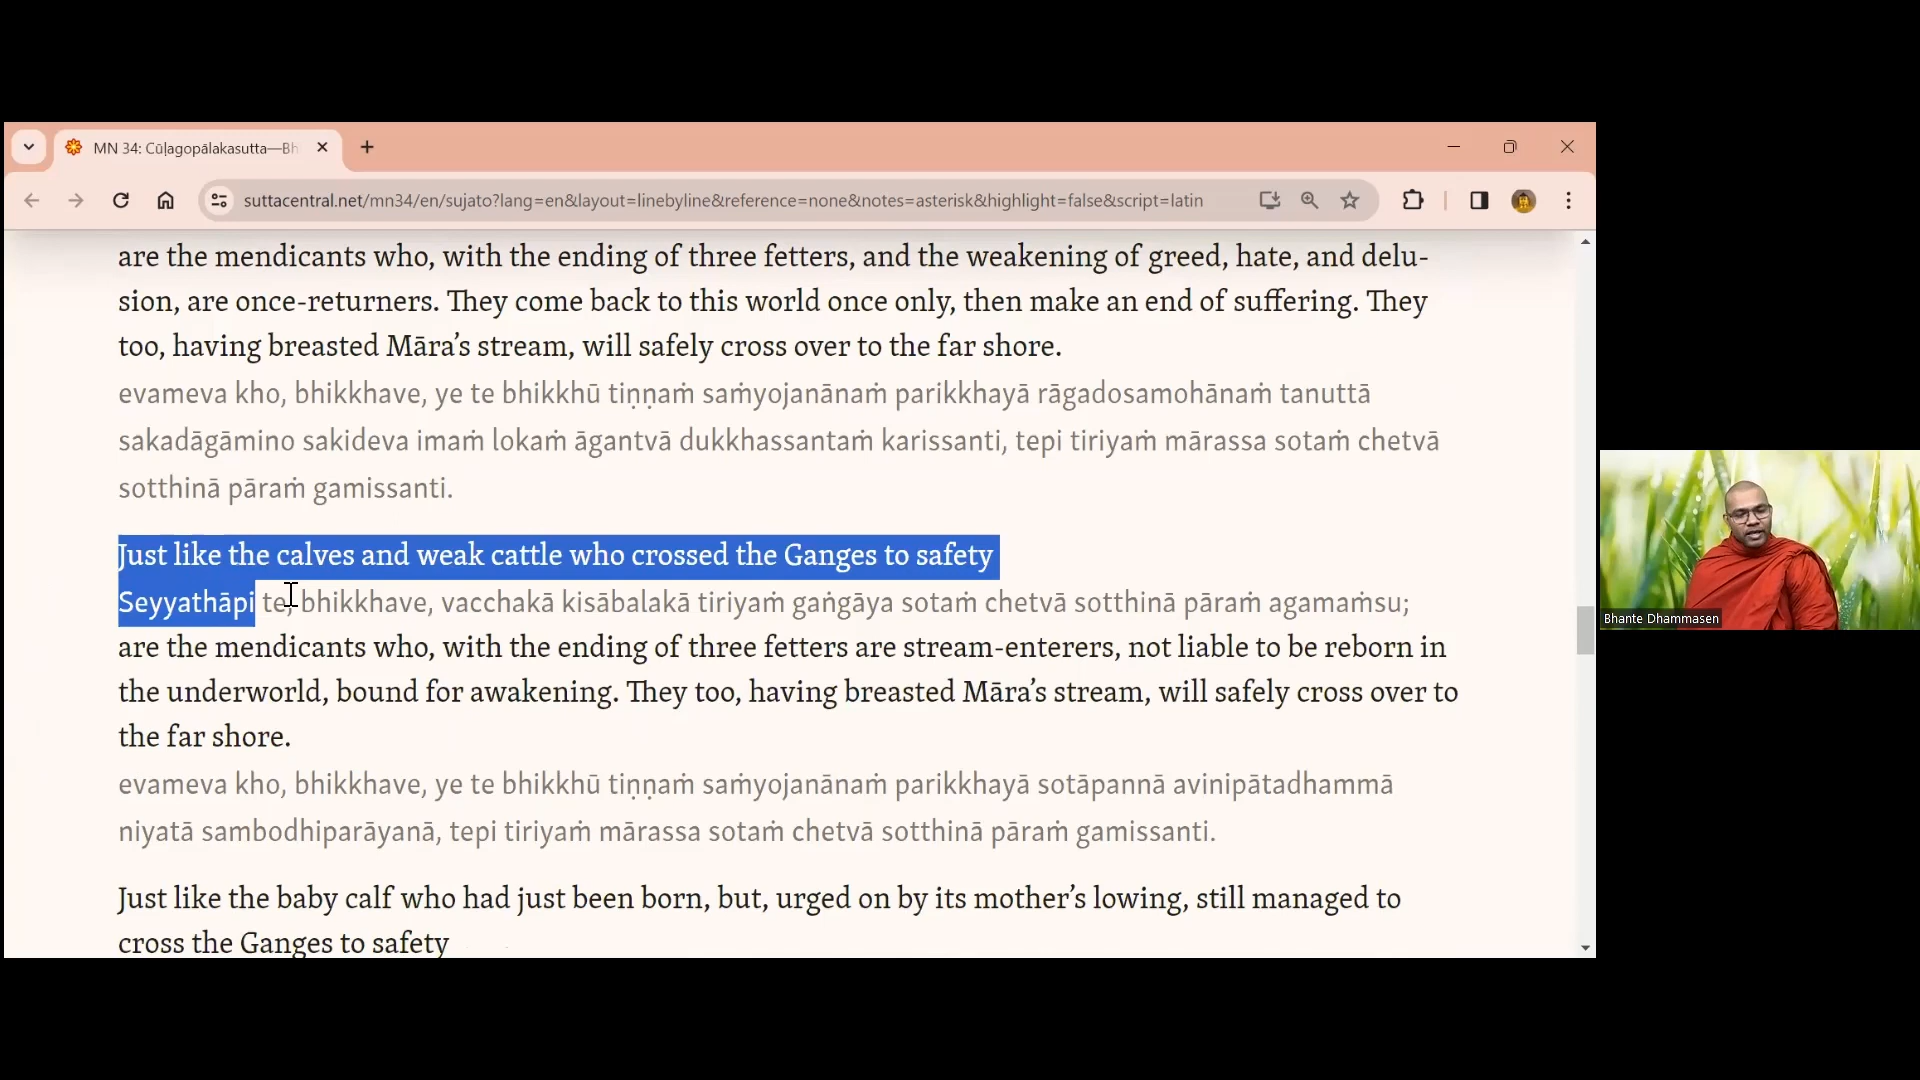 MN 34: Cūḷagopālakasutta—Bh
suttacentral.net/mn34/en/sujato?lang=en&layout=linebyline&reference=none&notes=asterisk&highlight=false&script=latin
are the mendicants who, with the ending of three fetters, and the weakening of greed, hate, and delu-
sion, are once-returners. They come back to this world once only, then make an end of suffering. They
too, having breasted Māra’s stream, will safely cross over to the far shore.
evameva kho, bhikkhave, ye te bhikkhū tiṇṇaṁ saṁyojanānaṁ parikkhayā rāgadosamohānaṁ tanuttā
sakadāgāmino sakideva imaṁ lokaṁ āgantvā dukkhassantaṁ karissanti, tepi tiriyaṁ mārassa sotaṁ chetvā
sotthinā pāraṁ gamissanti.
Just like the calves and weak cattle who crossed the Ganges to safety
Seyyathāpi te, bhikkhave, vacchakā kisābalakā tiriyaṁ gaṅgāya sotaṁ chetvā sotthinā pāraṁ agamaṁsu;
are the mendicants who, with the ending of three fetters are stream-enterers, not liable to be reborn in
the underworld, bound for awakening. They too, having breasted Māra’s stream, will safely cross over to
the far shore.
evameva kho, bhikkhave, ye te bhikkhū tiṇṇaṁ saṁyojanānaṁ parikkhayā sotāpannā avinipātadhammā
niyatā sambodhiparāyanā, tepi tiriyaṁ mārassa sotaṁ chetvā sotthinā pāraṁ gamissanti.
Just like the baby calf who had just been born, but, urged on by its mother’s lowing, still managed to
cross the Ganges to safety
Bhante Dhammasen